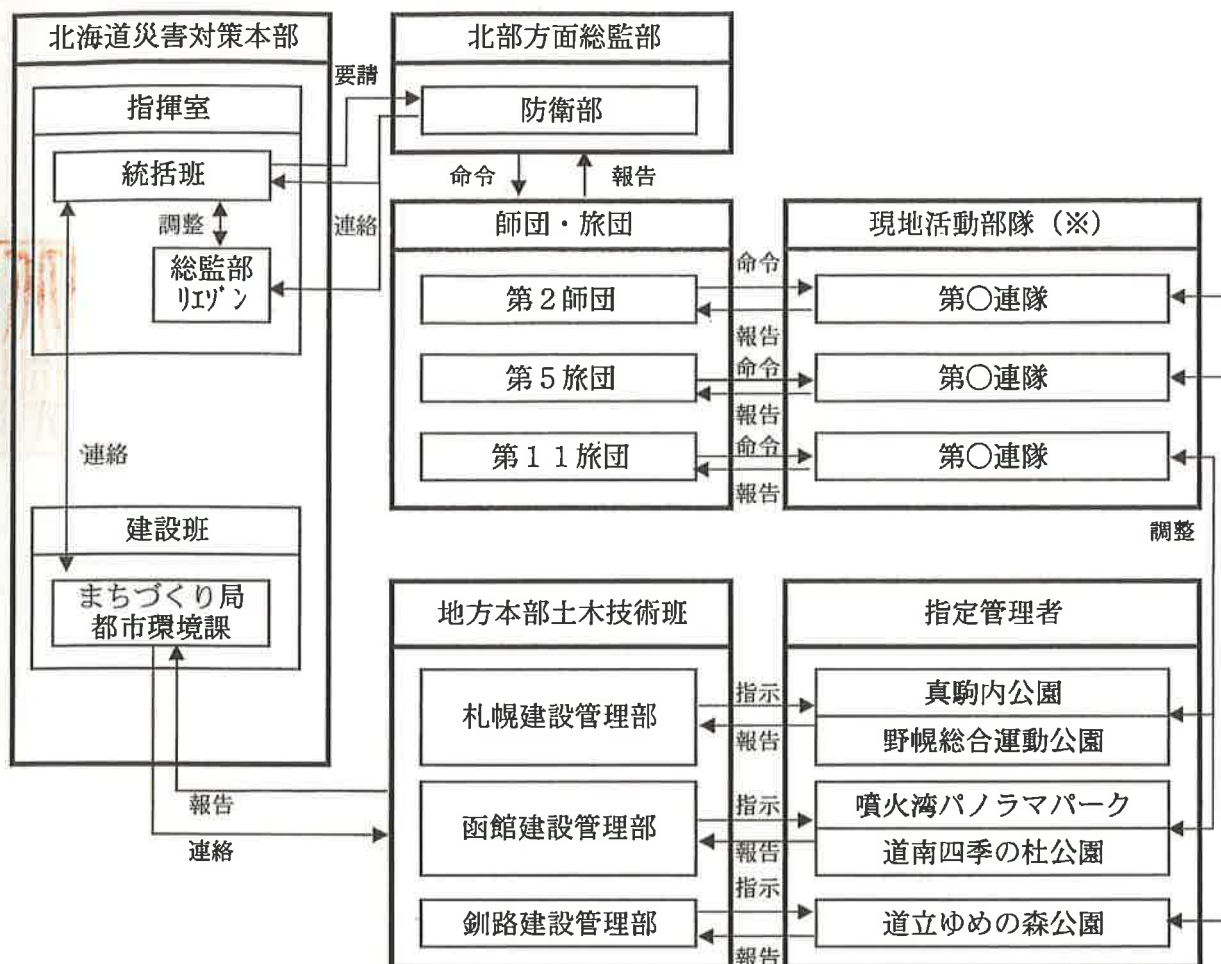 北海道災害対策本部
指揮室
統括班
調整
総監部
リエゾン
連絡
建設班
まちづくり局
都市環境課
要請
連絡
北部方面総監部
防衛部
命令
報告
師団・旅団
第2師団
第5旅団
第11旅団
命令
報告
命令
報告
命令
報告
現地活動部隊（※）
第○連隊
第○連隊
第○連隊
調整
報告
連絡
地方本部土木技術班
札幌建設管理部
函館建設管理部
釧路建設管理部
指示
報告
指示
報告
指示
報告
指定管理者
真駒内公園
野幌総合運動公園
噴火湾パノラマパーク
道南四季の杜公園
道立ゆめの森公園